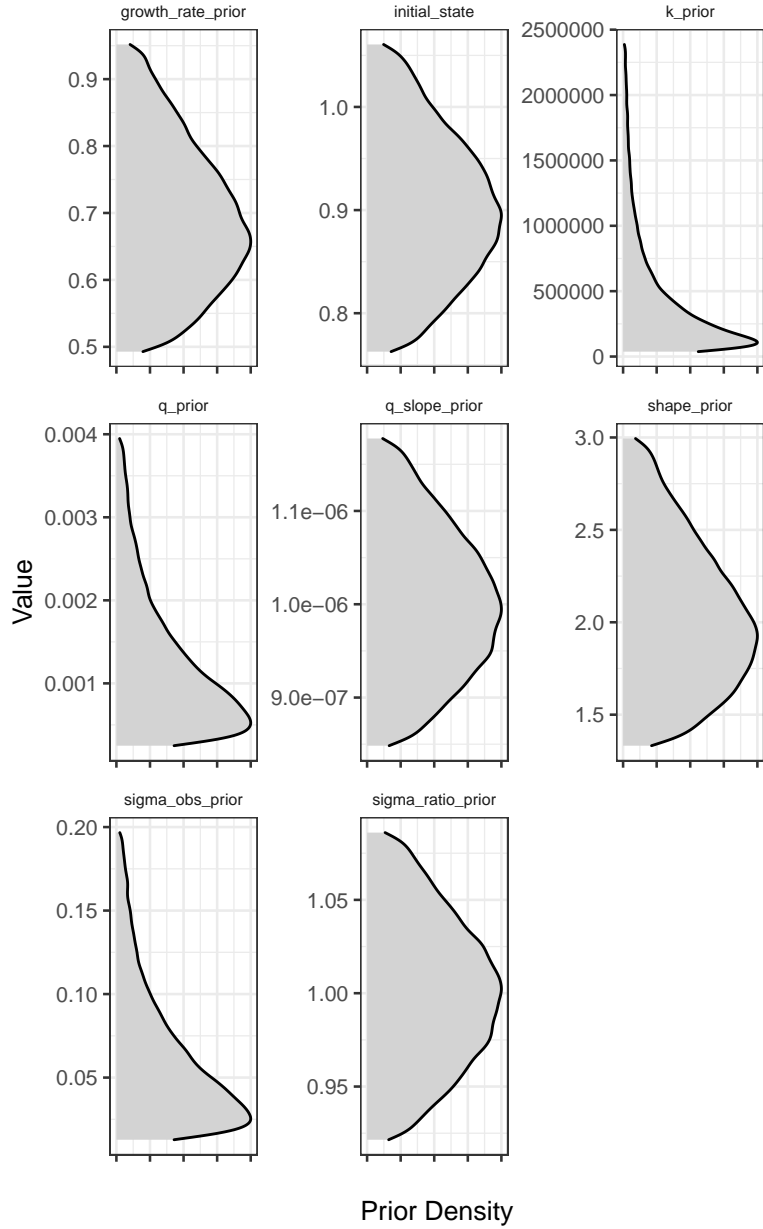 growth_rate_prior
initial_state
k_prior
0.9
0.8
0.7
0.6
0.5
1.0
0.9
0.8
2500000
2000000
1500000
1000000
500000
0
q_prior
q_slope_prior
shape_prior
0.004
0.003
0.002
0.001
1.1e−06
1.0e−06
9.0e−07
3.0
2.5
2.0
1.5
Value
sigma_obs_prior
sigma_ratio_prior
0.20
0.15
0.10
0.05
1.05
1.00
0.95
Prior Density